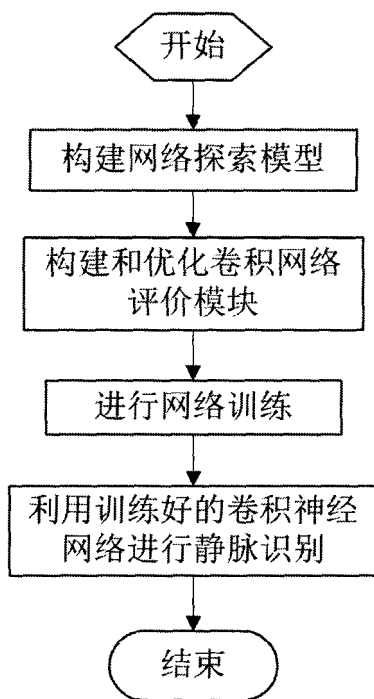 开始
构建网络探索模型
构建和优化卷积网络
评价模块
进行网络训练
利用训练好的卷积神经
网络进行静脉识别
结束